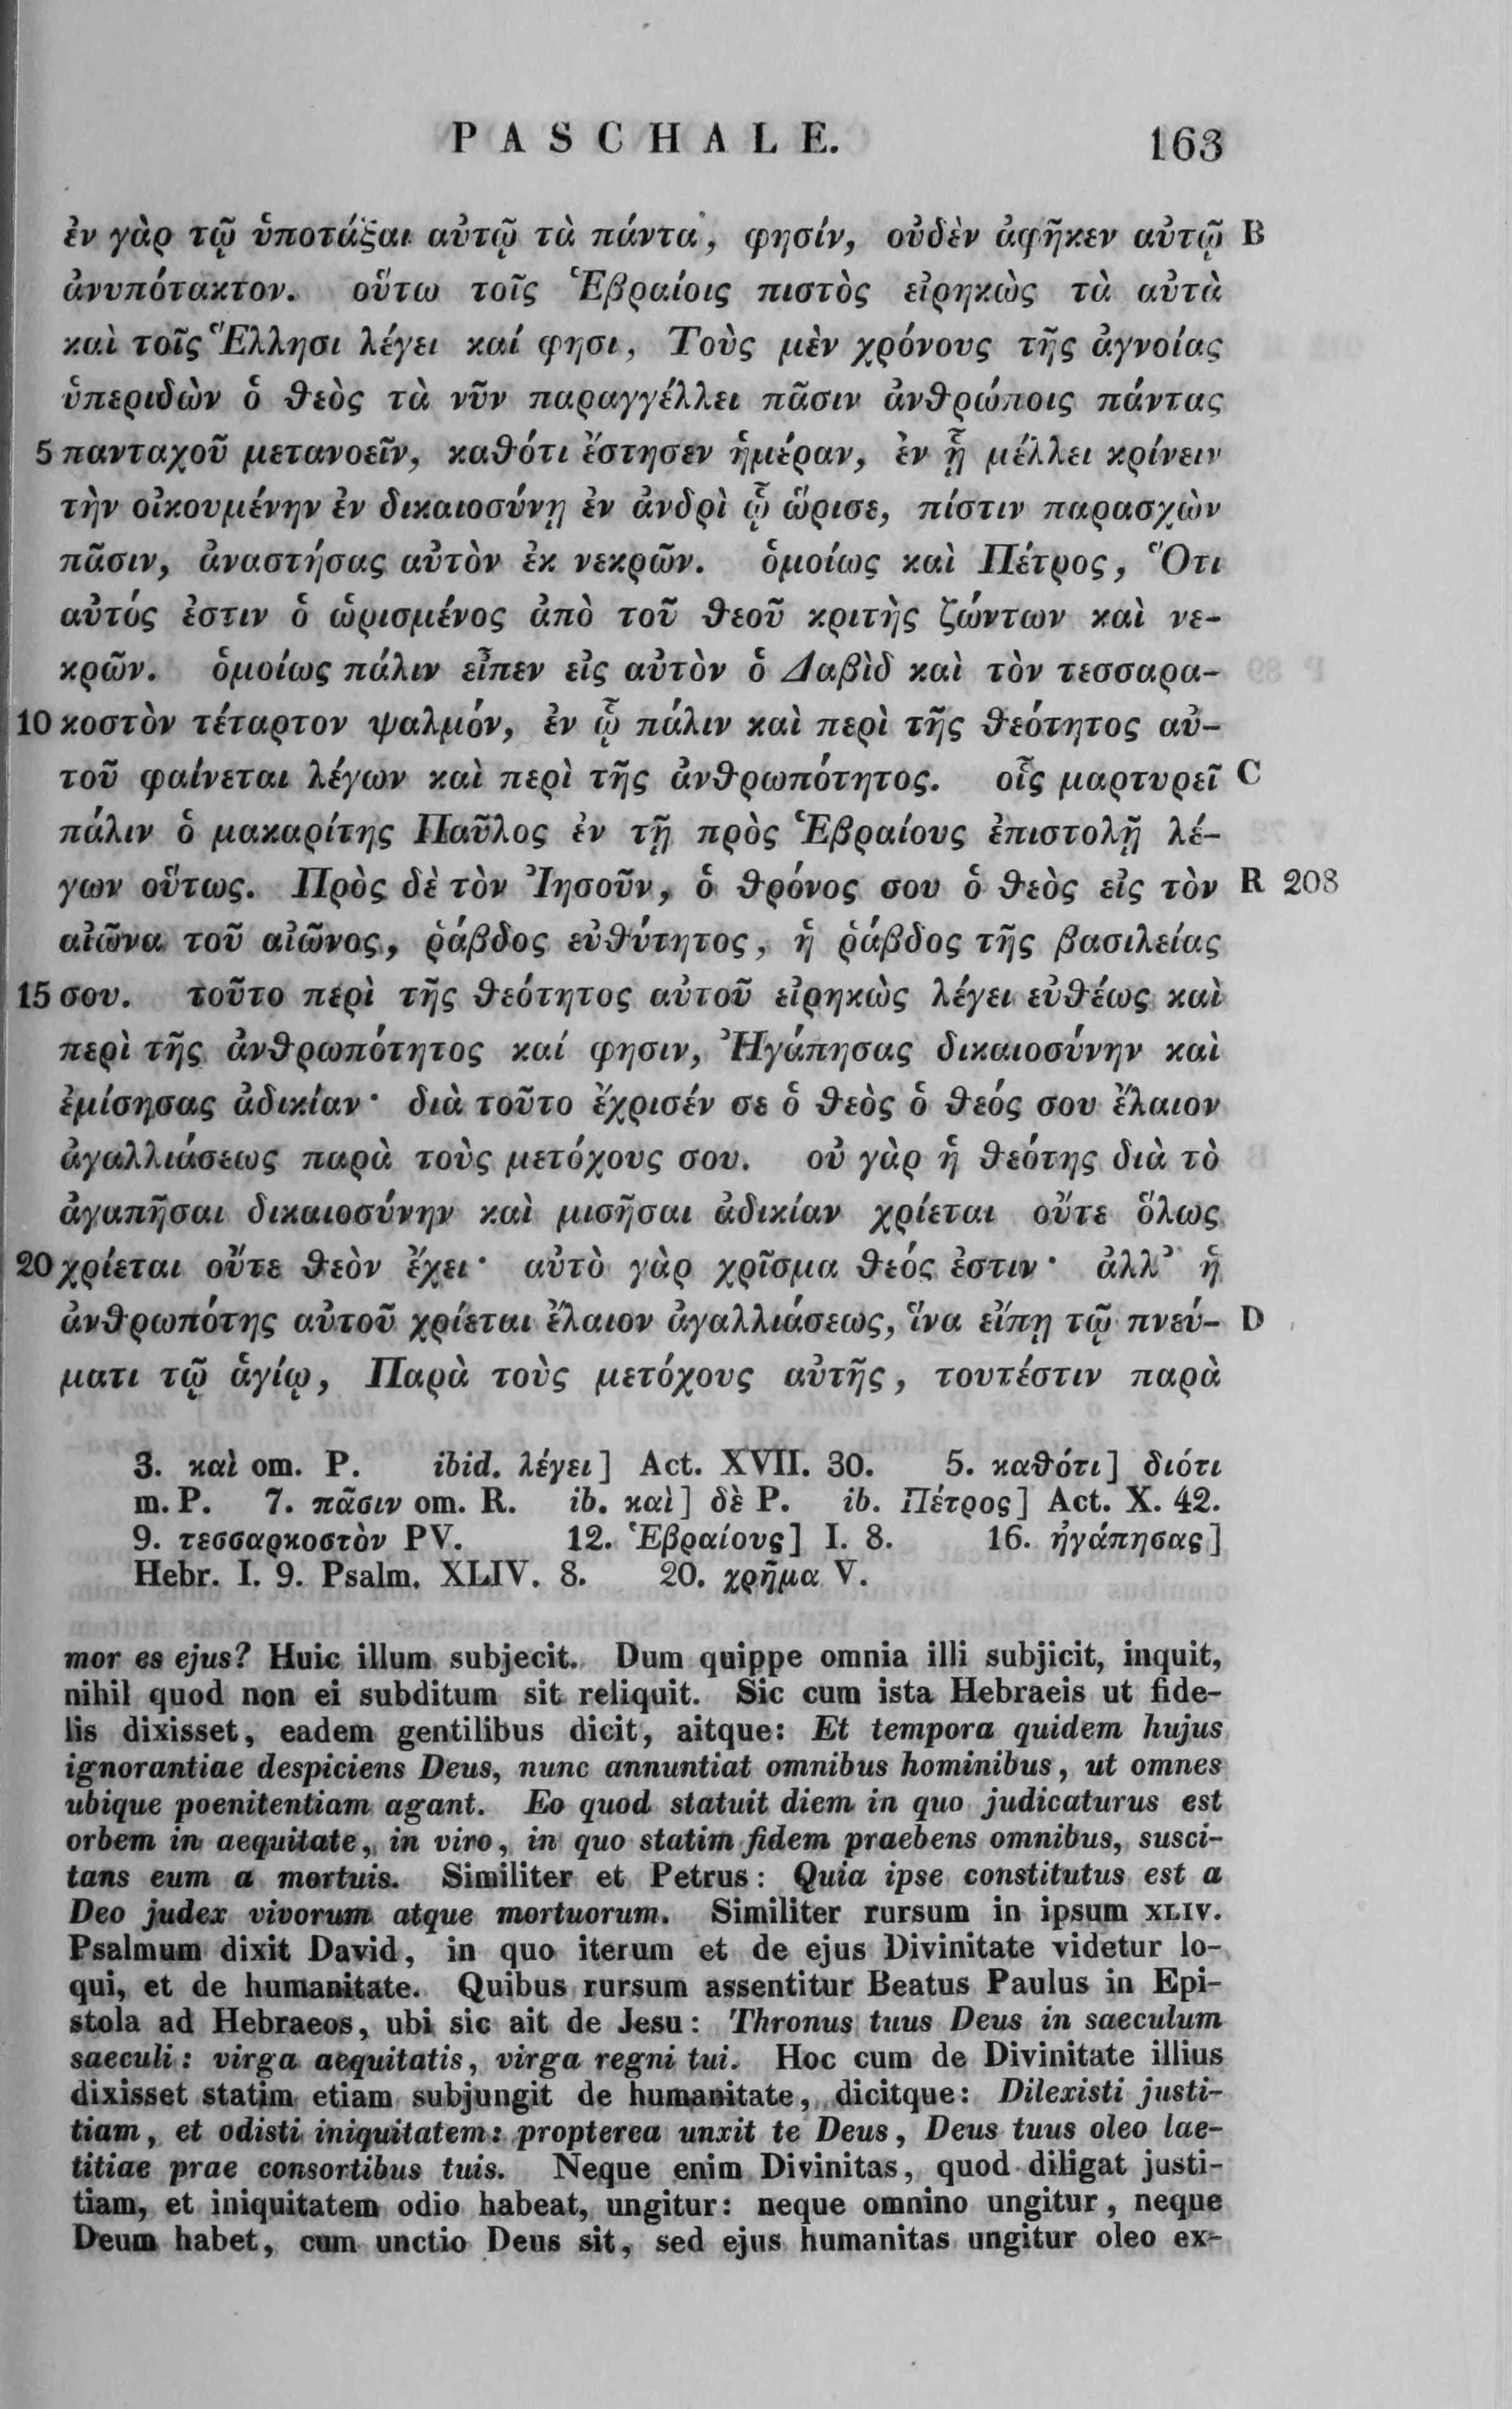 PASCHALE. 163
ἐν γὰρ τῷ ὑποτάξαι αὐτῷ τὰ πάντα, φησίν, οὐδὲν ἀφῆκεν αὐτῷ B
ἀνυπότακτον. οὕτω τοῖς Ἑβραίοις πιστὸς εἰρηκὼς τὰ αὐτὰ
καὶ τοῖς Ἕλλησι λέγει καί φησι, Τοὺς μὲν χρόνους τῆς ἀγνοίας
ὑπεριδὼν ὁ θεὸς τὰ νῦν παραγγέλλει πᾶσιν ἀνθρώποις πάντας
5 πανταχοῦ μετανοεῖν, καθότι ἔστησεν ἡμέραν, ἐν ᾗ μέλλει κρίνειν
τὴν οἰκουμένην ἐν δικαιοσύνῃ ἐν ἀνδρὶ ᾧ ὥρισε, πίστιν παρασχὼν
πᾶσιν, ἀναστήσας αὐτὸν ἐκ νεκρῶν. ὁμοίως καὶ Πέτρος, Ὅτι
αὐτός ἐστιν ὁ ὡρισμένος ἀπὸ τοῦ θεοῦ κριτὴς ζώντων καὶ νε-
κρῶν. ὁμοίως πάλιν εἶπεν εἰς αὐτὸν ὁ Δαβὶδ καὶ τὸν τεσσαρα-
10 κοστὸν τέταρτον ψαλμόν, ἐν ᾧ πάλιν καὶ περὶ τῆς θεότητος αὐ-
τοῦ φαίνεται λέγων καὶ περὶ τῆς ἀνθρωπότητος. οἷς μαρτυρεῖ C
πάλιν ὁ μακαρίτης Παῦλος ἐν τῇ πρὸς Ἑβραίους ἐπιστολῇ λέ-
γων οὕτως. Πρὸς δὲ τὸν Ἰησοῦν, ὁ θρόνος σου ὁ θεὸς εἰς τὸν R 208
αἰῶνα τοῦ αἰῶνος, ῥάβδος εὐθύτητος, ἡ ῥάβδος τῆς βασιλείας
15 σου. τοῦτο περὶ τῆς θεότητος αὐτοῦ εἰρηκὼς λέγει εὐθέως καὶ
περὶ τῆς ἀνθρωπότητος καί φησιν, Ἠγάπησας δικαιοσύνην καὶ
ἐμίσησας ἀδικίαν· διὰ τοῦτο ἔχρισέν σε ὁ θεὸς ὁ θεός σου ἔλαιον
ἀγαλλιάσεως παρὰ τοὺς μετόχους σου. οὐ γὰρ ἡ θεότης διὰ τὸ
ἀγαπῆσαι δικαιοσύνην καὶ μισῆσαι ἀδικίαν χρίεται οὔτε ὅλως
20 χρίεται οὔτε θεὸν ἔχει· αὐτὸ γὰρ χρῖσμα θεός ἐστιν· ἀλλ' ἡ
ἀνθρωπότης αὐτοῦ χρίεται ἔλαιον ἀγαλλιάσεως, ἵνα εἴπῃ τῷ πνεύ- D
ματι τῷ ἁγίῳ, Παρὰ τοὺς μετόχους αὐτῆς, τουτέστιν παρὰ
3. καὶ om. P. ibid. λέγει] Act. XVII. 30. 5. καθότι] διότι
m. P. 7. πᾶσιν om. R. ib. καὶ] δὲ P. ib. Πέτρος] Act. X. 42.
9. τεσσαρκοστὸν PV. 12. Ἑβραίους] I. 8. 16. ἠγάπησας]
Hebr. I. 9. Psalm. XLIV. 8. 20. χρῆμα V.
mor es ejus? Huic illum subjecit. Dum quippe omnia illi subjicit, inquit,
nihil quod non ei subditum sit reliquit. Sic cum ista Hebraeis ut fide-
lis dixisset, eadem gentilibus dicit, aitque: Et tempora quidem hujus
ignorantiae despiciens Deus, nunc annuntiat omnibus hominibus, ut omnes
ubique poenitentiam agant. Eo quod statuit diem in quo judicaturus est
orbem in aequitate, in viro, in quo statim fidem praebens omnibus, susci-
tans eum a mortuis. Similiter et Petrus: Quia ipse constitutus est a
Deo judex vivorum atque mortuorum. Similiter rursum in ipsum XLIV.
Psalmum dixit David, in quo iterum et de ejus Divinitate videtur lo-
qui, et de humanitate. Quibus rursum assentitur Beatus Paulus in Epi-
stola ad Hebraeos, ubi sic ait de Jesu: Thronus tuus Deus in saeculum
saeculi: virga aequitatis, virga regni tui. Hoc cum de Divinitate illius
dixisset statim etiam subjungit de humanitate, dicitque: Dilexisti justi-
tiam, et odisti iniquitatem: propterea unxit te Deus, Deus tuus oleo lae-
titiae prae consortibus tuis. Neque enim Divinitas, quod diligat justi-
tiam, et iniquitatem odio habeat, ungitur: neque omnino ungitur, neque
Deum habet, cum unctio Deus sit, sed ejus humanitas ungitur oleo ex-